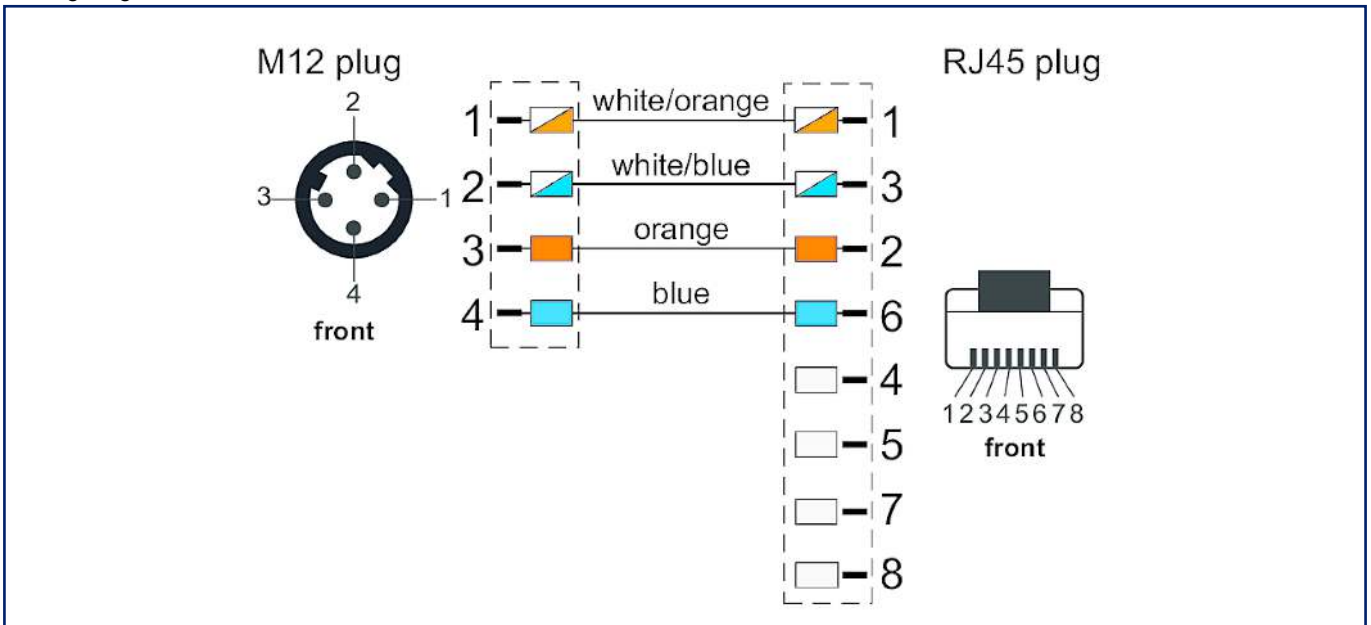 M12 plug
RJ45 plug
2
3
1
4
front
1 white/orange 1
2 white/blue 3
3 orange 2
4 blue 6
4
5
7
8
12345678
front